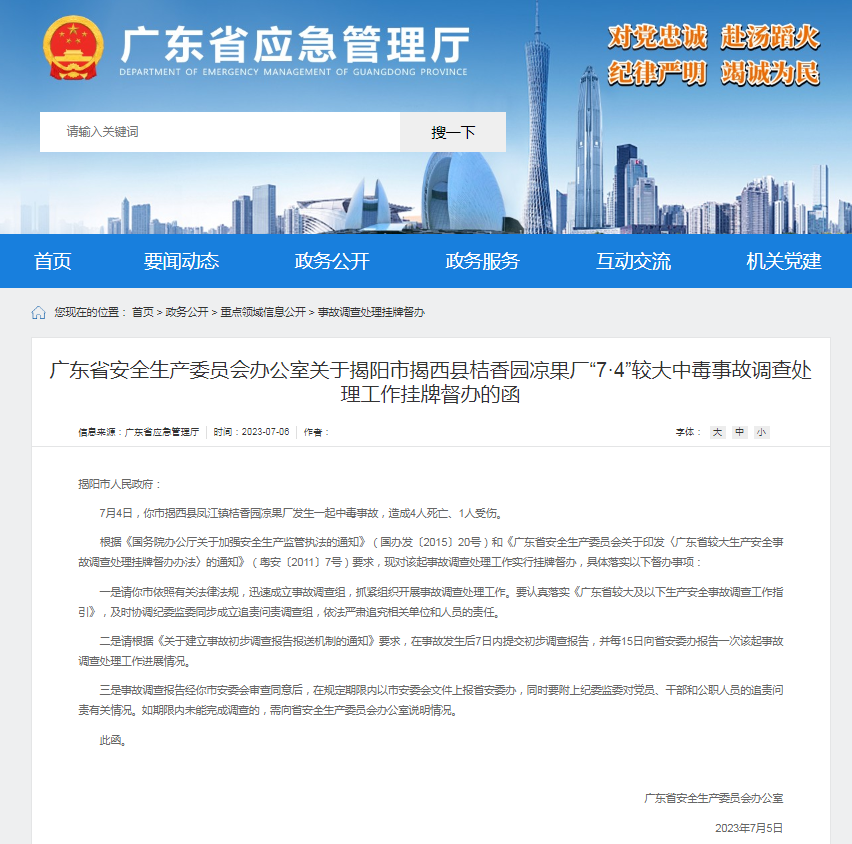 广东省应急管理厅
DEPARTMENT OF EMERGENCY MANAGEMENT OF GUANGDONG PROVINCE
对党忠诚 赴汤蹈火
纪律严明 竭诚为民
请输入关键词 搜一下
首页 要闻动态 政务公开 政务服务 互动交流 机关党建
您现在的位置： 首页 > 政务公开 > 重点领域信息公开 > 事故调查处理挂牌督办
广东省安全生产委员会办公室关于揭阳市揭西县桔香园凉果厂“7·4”较大中毒事故调查处
理工作挂牌督办的函
信息来源：广东省应急管理厅 时间：2023-07-06 作者：
字体： 大 中 小
揭阳市人民政府：
7月4日，你市揭西县凤江镇桔香园凉果厂发生一起中毒事故，造成4人死亡、1人受伤。
根据《国务院办公厅关于加强安全生产监管执法的通知》（国办发〔2015〕20号）和《广东省安全生产委员会关于印发〈广东省较大生产安全事
故调查处理挂牌督办办法〉的通知》（粤安〔2011〕7号）要求，现对该起事故调查处理工作实行挂牌督办，具体落实以下督办事项：
一是请你市依照有关法律法规，迅速成立事故调查组，抓紧组织开展事故调查处理工作。要认真落实《广东省较大及以下生产安全事故调查工作指
引》，及时协调纪委监委同步成立追责问责调查组，依法严肃追究相关单位和人员的责任。
二是请根据《关于建立事故初步调查报告报送机制的通知》要求，在事故发生后7日内提交初步调查报告，并每15日向省安委办报告一次该起事故
调查处理工作进展情况。
三是事故调查报告经你市安委会审查同意后，在规定期限内以市安委会文件上报省安委办，同时要附上纪委监委对党员、干部和公职人员的追责问
责有关情况。如期限内未能完成调查的，需向省安全生产委员会办公室说明情况。
此函。
广东省安全生产委员会办公室
2023年7月5日